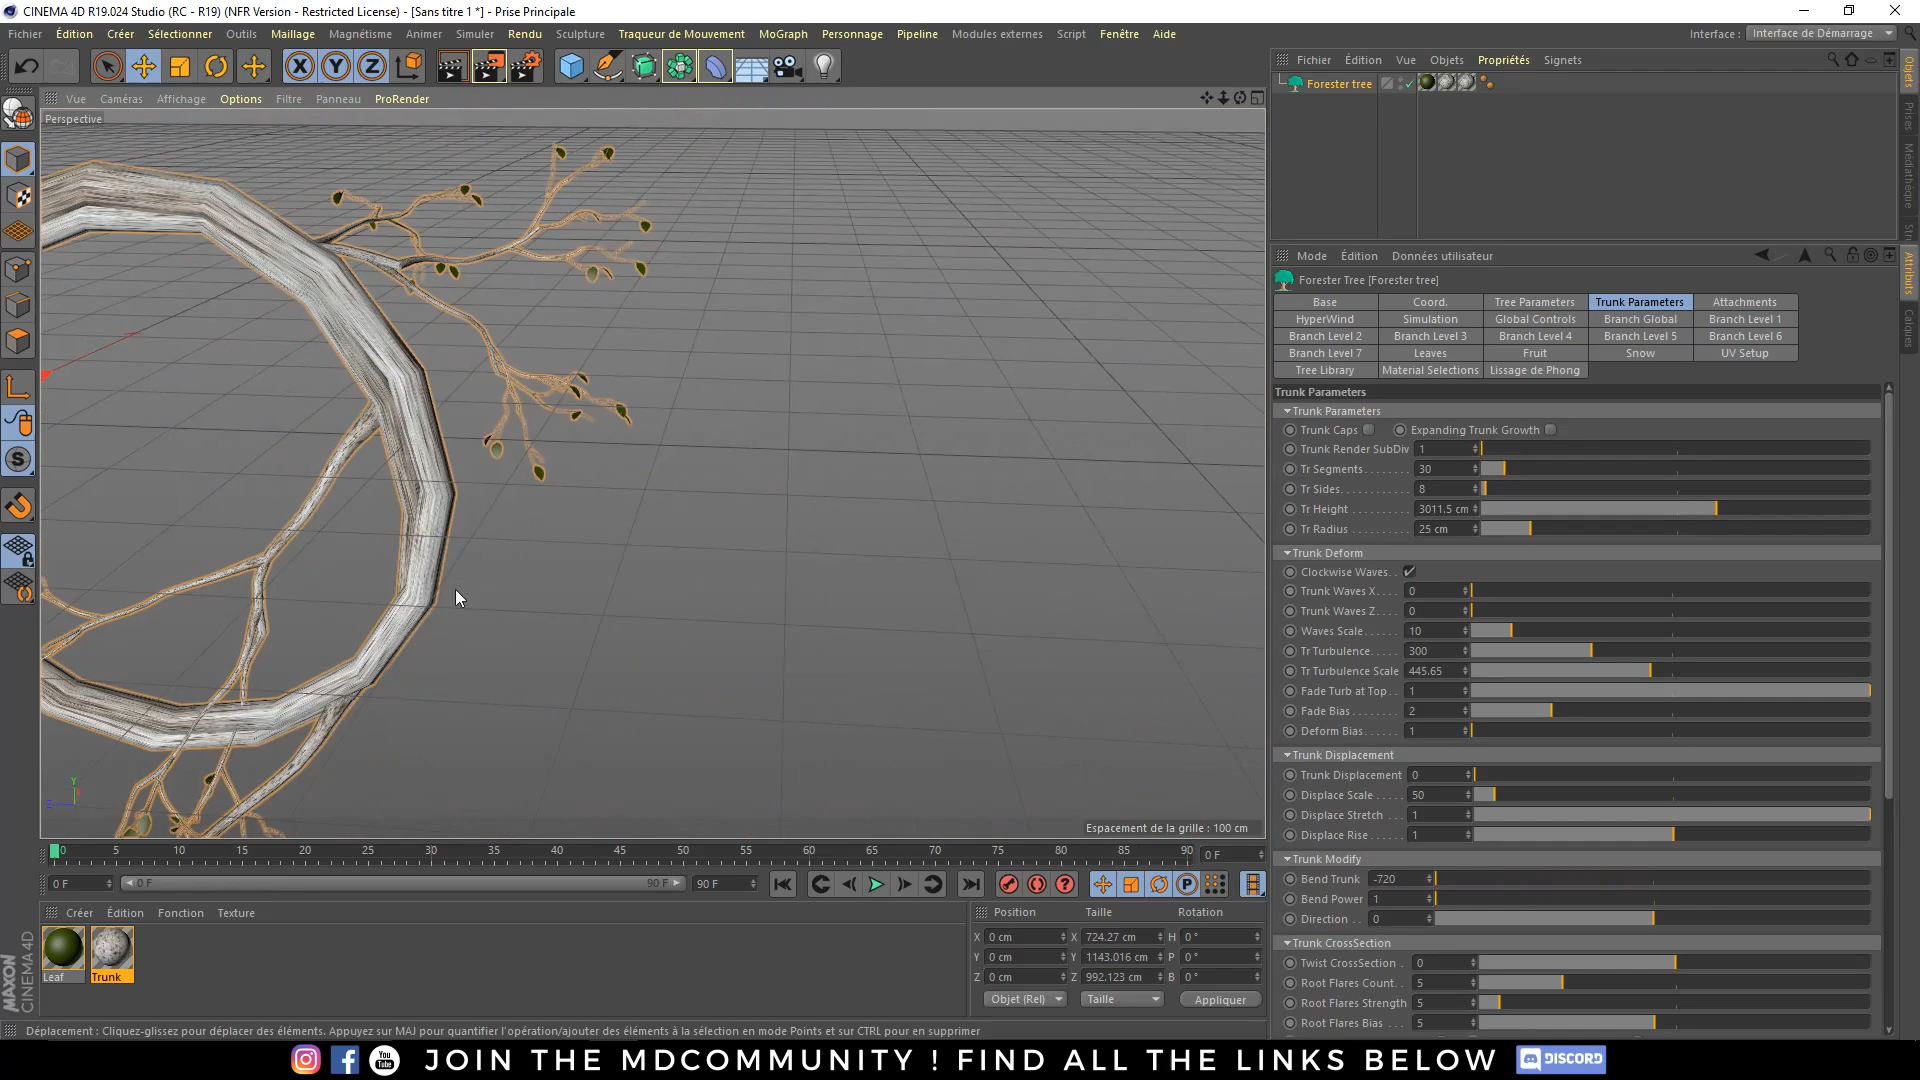 CINEMA 4D R19.024 Studio (RC - R19) (NFR Version - Restricted License) - [Sans titre 1 *] - Prise Principale
Fichier Édition Créer Sélectionner Outils Maillage Magnétisme Animer Simuler Rendu Sculpture Traqueur de Mouvement MoGraph Personnage Pipeline Modules externes Script Fenêtre Aide
Interface : Interface de Démarrage
X Y Z
Vue Caméras Affichage Options Filtre Panneau ProRender
Perspective
Espacement de la grille : 100 cm
Fichier Édition Vue Objets Propriétés Signets
Forester tree
Objets
Prises
Médiathèque
Str
Mode Édition Données utilisateur
Attributs
Calques
Forester Tree [Forester tree]
Base Coord. Tree Parameters Trunk Parameters Attachments
HyperWind Simulation Global Controls Branch Global Branch Level 1
Branch Level 2 Branch Level 3 Branch Level 4 Branch Level 5 Branch Level 6
Branch Level 7 Leaves Fruit Snow UV Setup
Tree Library Material Selections Lissage de Phong
Trunk Parameters
Trunk Parameters
Trunk Caps Expanding Trunk Growth
Trunk Render SubDiv 1
Tr Segments 30
Tr Sides 8
Tr Height 3011.5 cm
Tr Radius 25 cm
Trunk Deform
Clockwise Waves
Trunk Waves X 0
Trunk Waves Z 0
Waves Scale 10
Tr Turbulence 300
Tr Turbulence Scale 445.65
Fade Turb at Top 1
Fade Bias 2
Deform Bias 1
Trunk Displacement
Trunk Displacement 0
Displace Scale 50
Displace Stretch 1
Displace Rise 1
Trunk Modify
Bend Trunk -720
Bend Power 1
Direction 0
Trunk CrossSection
Twist CrossSection 0
Root Flares Count 5
Root Flares Strength 5
Root Flares Bias 5
0 5 10 15 20 25 30 35 40 45 50 55 60 65 70 75 80 85 90 0 F
0 F 0 F 90 F 90 F
Créer Édition Fonction Texture
Leaf Trunk
Position Taille Rotation
X 0 cm X 724.27 cm H 0 °
Y 0 cm Y 1143.016 cm P 0 °
Z 0 cm Z 992.123 cm B 0 °
Objet (Rel) Taille Appliquer
MAXON CINEMA 4D
Déplacement : Cliquez-glissez pour déplacer des éléments. Appuyez sur MAJ pour quantifier l'opération/ajouter des éléments à la sélection en mode Points et sur CTRL pour en supprimer
You Tube JOIN THE MDCOMMUNITY ! FIND ALL THE LINKS BELOW DISCORD